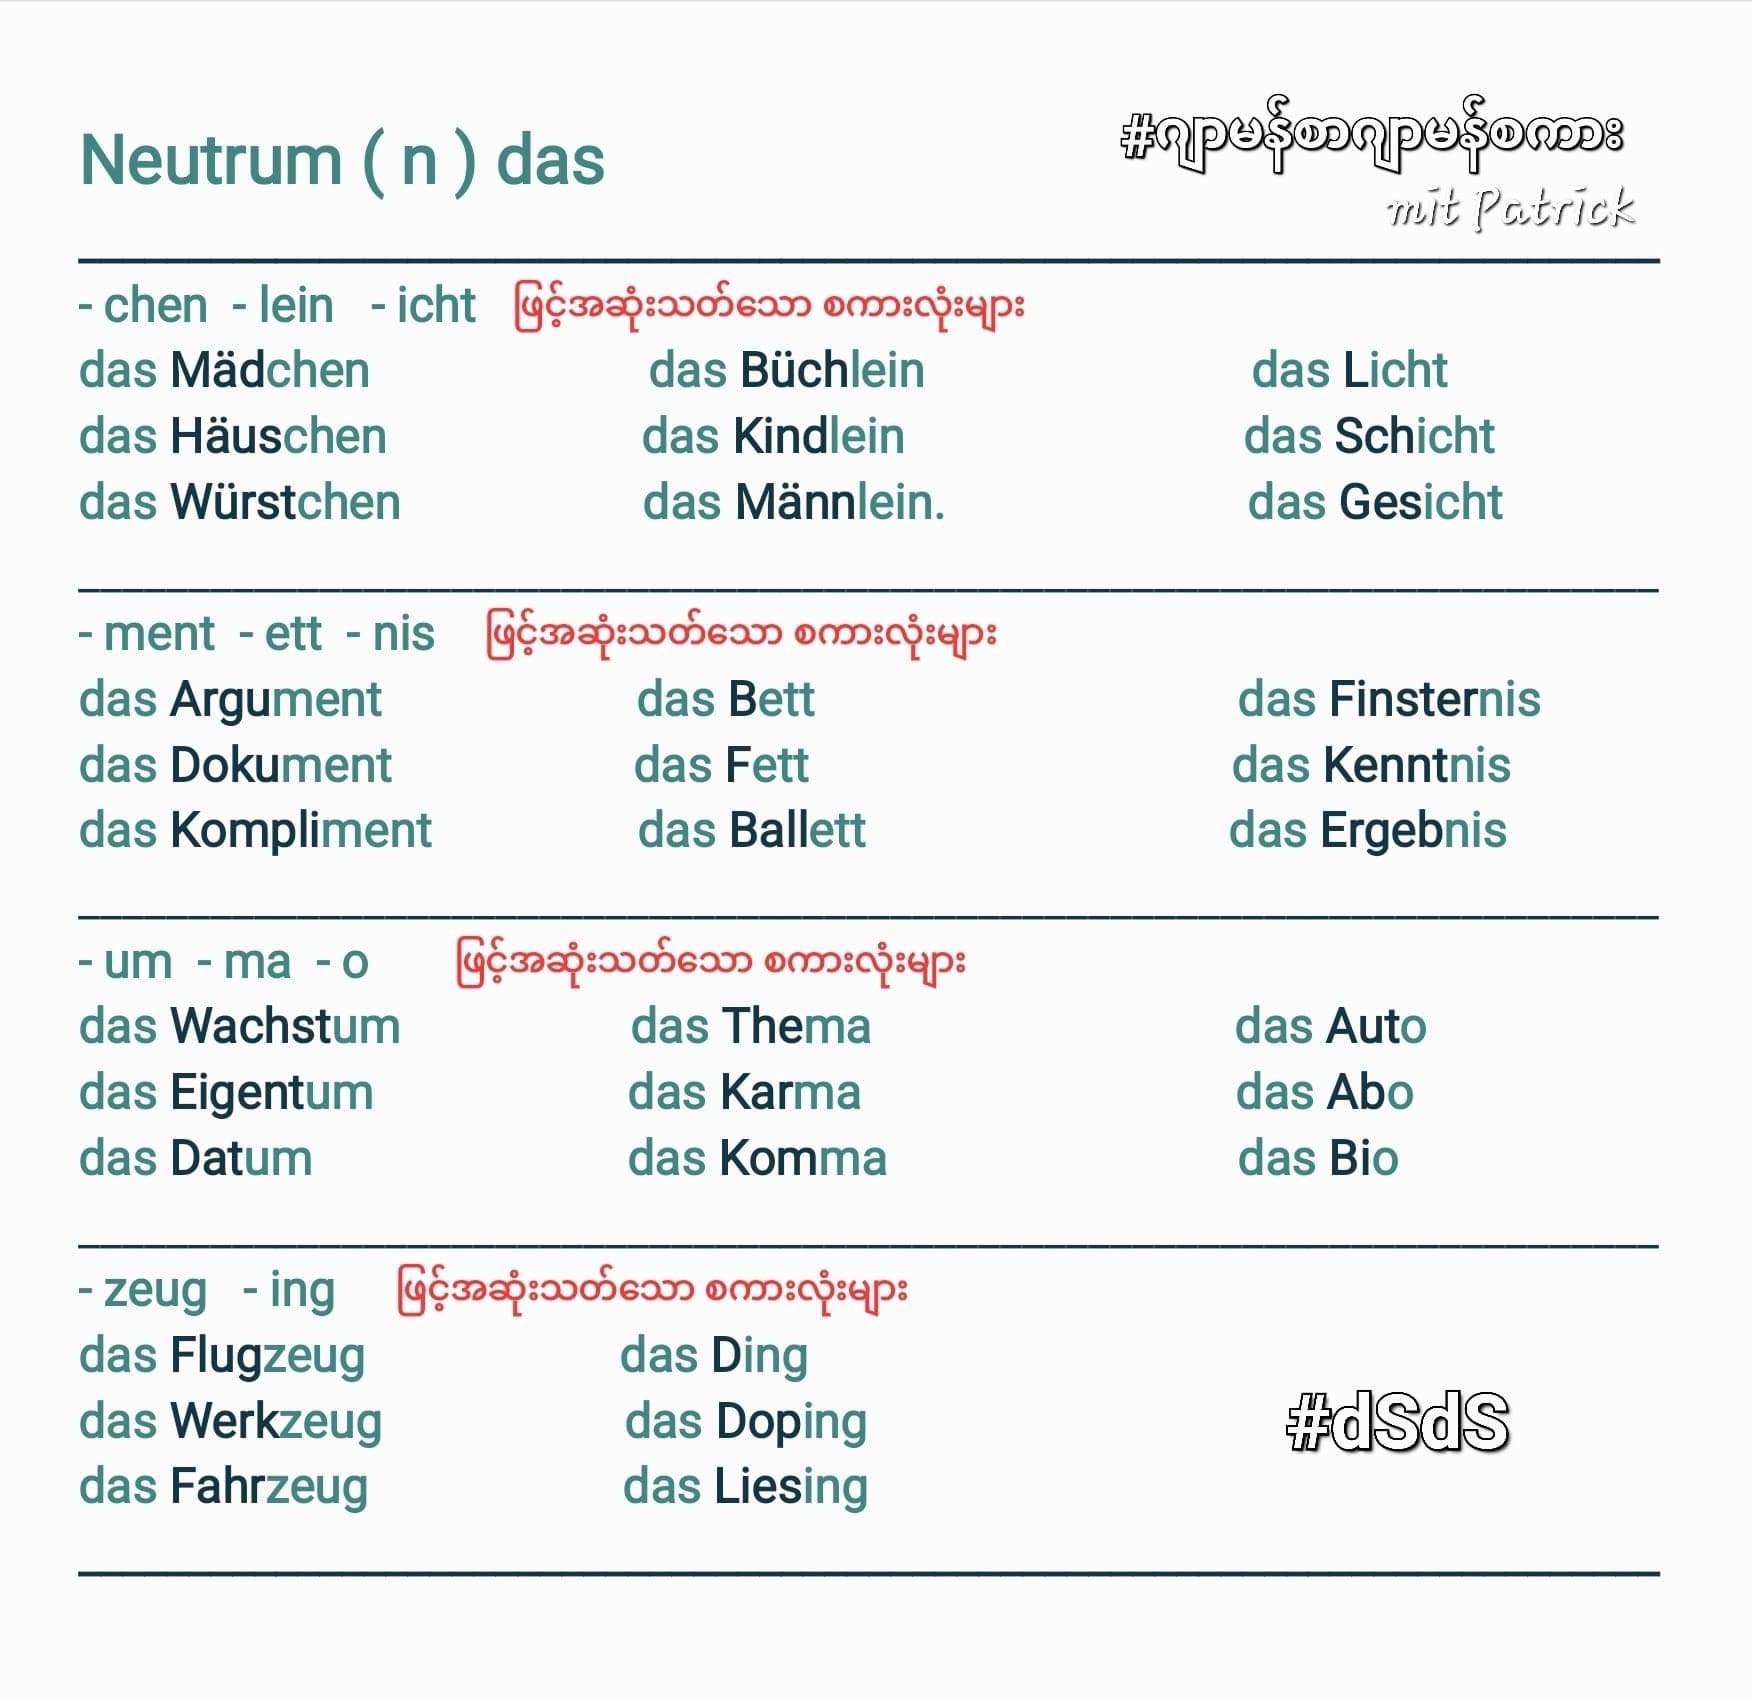 Neutrum ( n ) das
#ဂျာမန်စာဂျာမန်စကား
mit Patrick
- chen - lein - icht ဖြင့်အဆုံးသတ်သော စကားလုံးများ
das Mädchen das Büchlein das Licht
das Häuschen das Kindlein das Schicht
das Würstchen das Männlein. das Gesicht
- ment - ett - nis ဖြင့်အဆုံးသတ်သော စကားလုံးများ
das Argument das Bett das Finsternis
das Dokument das Fett das Kenntnis
das Kompliment das Ballett das Ergebnis
- um - ma - o ဖြင့်အဆုံးသတ်သော စကားလုံးများ
das Wachstum das Thema das Auto
das Eigentum das Karma das Abo
das Datum das Komma das Bio
- zeug - ing ဖြင့်အဆုံးသတ်သော စကားလုံးများ
das Flugzeug das Ding
das Werkzeug das Doping
das Fahrzeug das Liesing
#dSdS